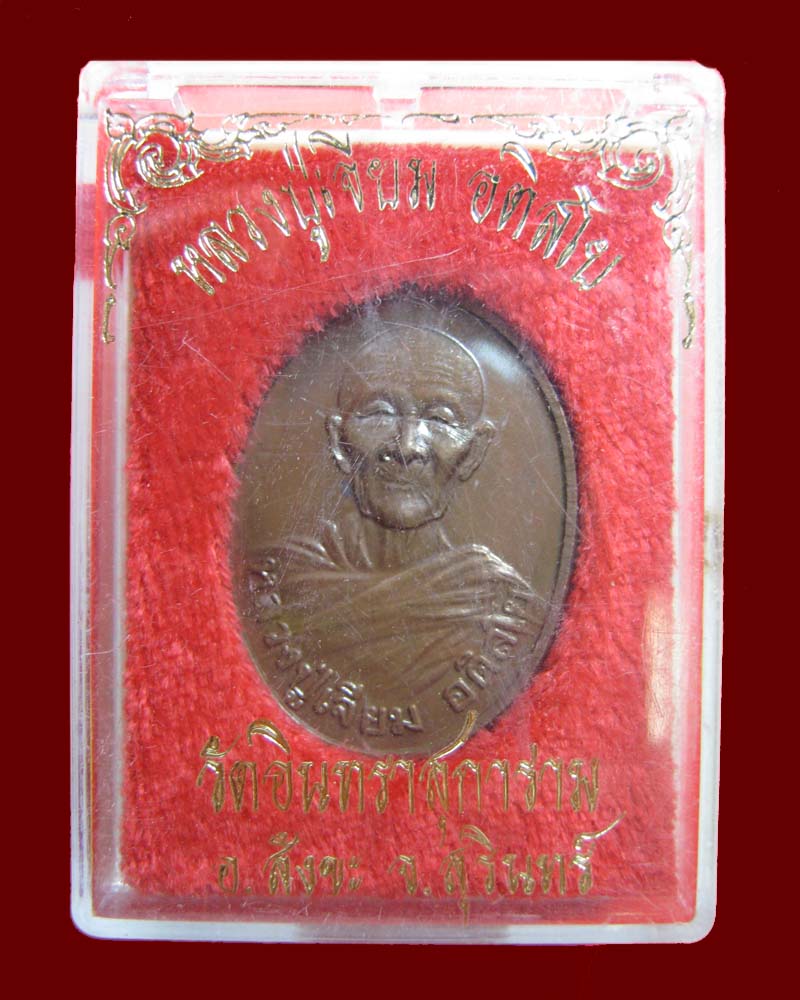 หลวงปู่เจียม อติสโย
หลวงปู่เจียม อติสโย
วัดอินทราสุการาม
อ.สังขะ จ.สุรินทร์